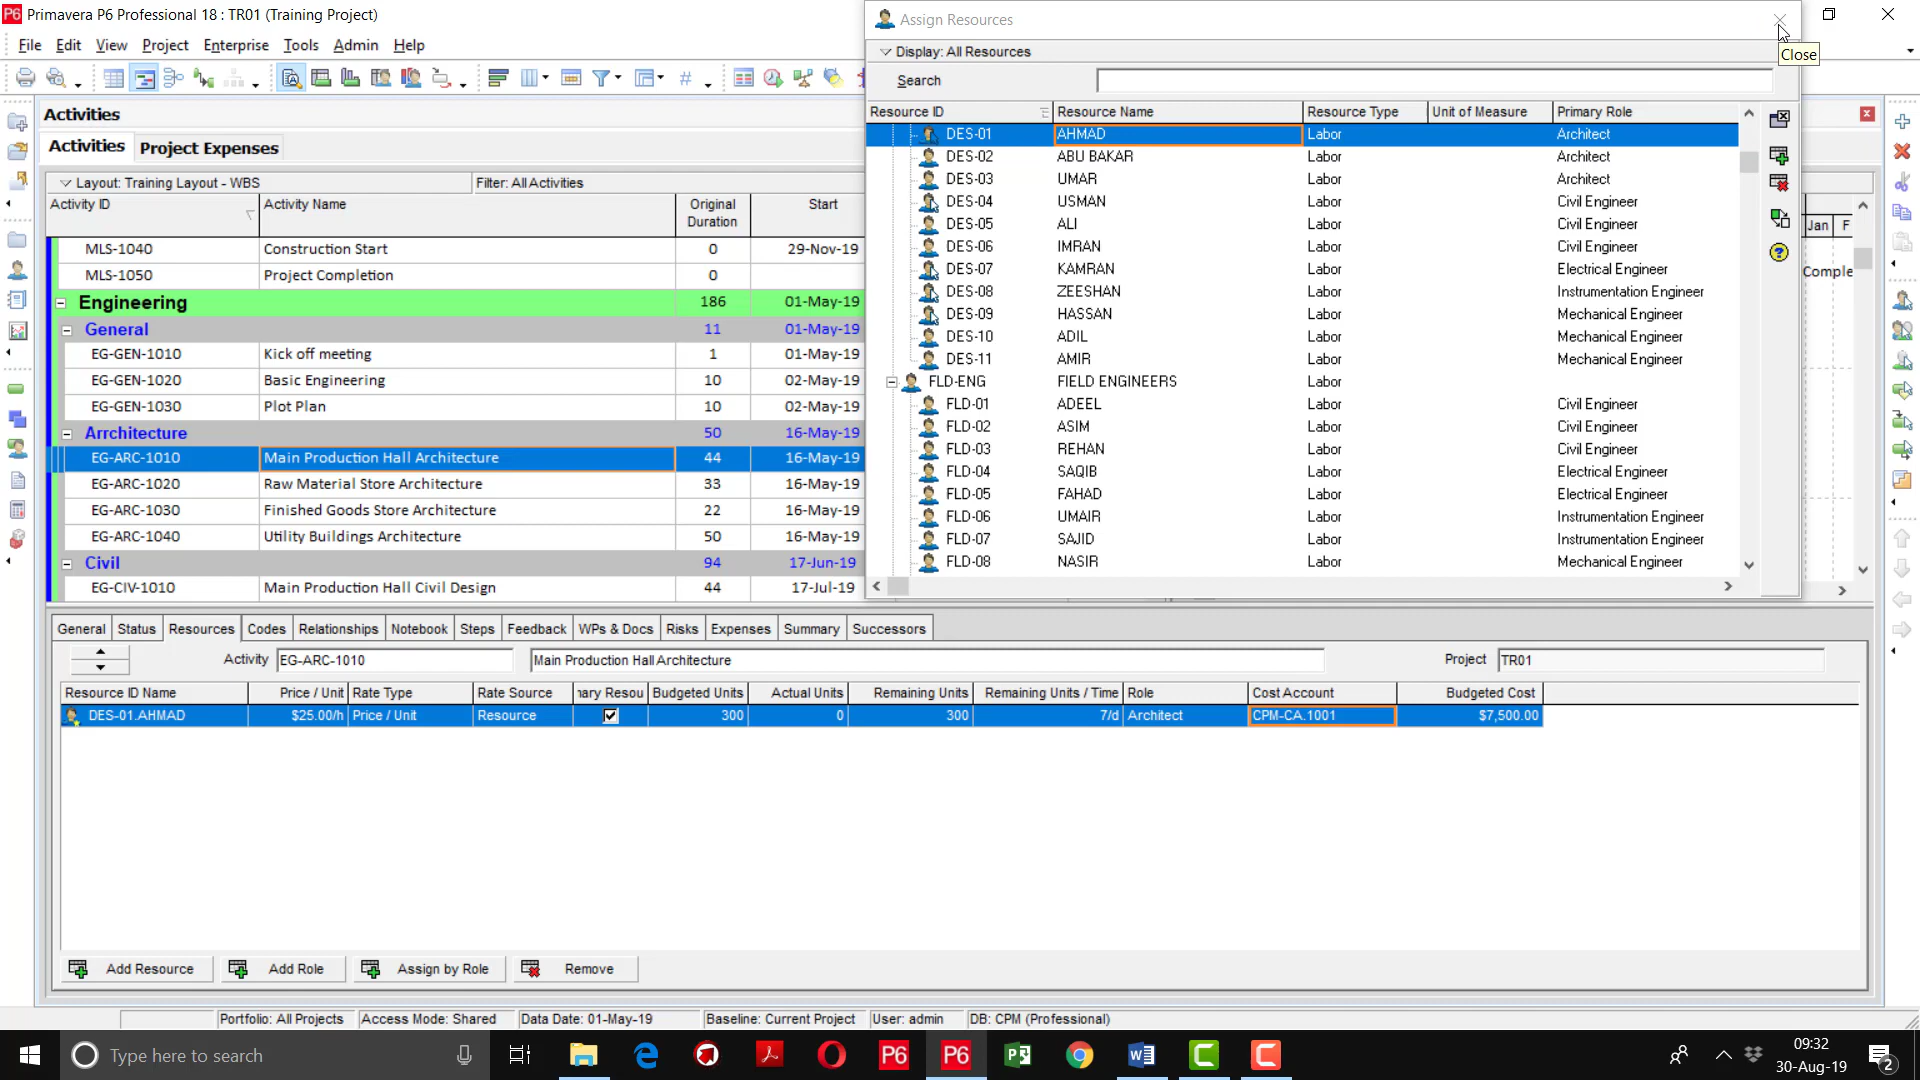 P6 Primavera P6 Professional 18 : TR01 (Training Project)
File Edit View Project Enterprise Tools Admin Help
Assign Resources
Close
Display: All Resources
Search
Resource ID Resource Name Resource Type Unit of Measure Primary Role
DES-01 AHMAD Labor Architect
DES-02 ABU BAKAR Labor Architect
DES-03 UMAR Labor Architect
DES-04 USMAN Labor Civil Engineer
DES-05 ALI Labor Civil Engineer
DES-06 IMRAN Labor Civil Engineer
DES-07 KAMRAN Labor Electrical Engineer
DES-08 ZEESHAN Labor Instrumentation Engineer
DES-09 HASSAN Labor Mechanical Engineer
DES-10 ADIL Labor Mechanical Engineer
DES-11 AMIR Labor Mechanical Engineer
FLD-ENG FIELD ENGINEERS Labor
FLD-01 ADEEL Labor Civil Engineer
FLD-02 ASIM Labor Civil Engineer
FLD-03 REHAN Labor Civil Engineer
FLD-04 SAQIB Labor Electrical Engineer
FLD-05 FAHAD Labor Electrical Engineer
FLD-06 UMAIR Labor Instrumentation Engineer
FLD-07 SAJID Labor Instrumentation Engineer
FLD-08 NASIR Labor Mechanical Engineer
Activities
Activities Project Expenses
Layout: Training Layout - WBS Filter: All Activities
Activity ID Activity Name Original Duration Start
Jan F
MLS-1040 Construction Start 0 29-Nov-19
MLS-1050 Project Completion 0
Comple
Engineering 186 01-May-19
General 11 01-May-19
EG-GEN-1010 Kick off meeting 1 01-May-19
EG-GEN-1020 Basic Engineering 10 02-May-19
EG-GEN-1030 Plot Plan 10 02-May-19
Arrchitecture 50 16-May-19
EG-ARC-1010 Main Production Hall Architecture 44 16-May-19
EG-ARC-1020 Raw Material Store Architecture 33 16-May-19
EG-ARC-1030 Finished Goods Store Architecture 22 16-May-19
EG-ARC-1040 Utility Buildings Architecture 50 16-May-19
Civil 94 17-Jun-19
EG-CIV-1010 Main Production Hall Civil Design 44 17-Jul-19
General Status Resources Codes Relationships Notebook Steps Feedback WPs & Docs Risks Expenses Summary Successors
Activity EG-ARC-1010 Main Production Hall Architecture Project TR01
Resource ID Name Price / Unit Rate Type Rate Source nary Resou Budgeted Units Actual Units Remaining Units Remaining Units / Time Role Cost Account Budgeted Cost
DES-01.AHMAD $25.00/h Price / Unit Resource 300 0 300 7/d Architect CPM-CA.1001 $7,500.00
Add Resource Add Role Assign by Role Remove
Portfolio: All Projects Access Mode: Shared Data Date: 01-May-19 Baseline: Current Project User: admin DB: CPM (Professional)
Type here to search
P6 P6
09:32
30-Aug-19
2